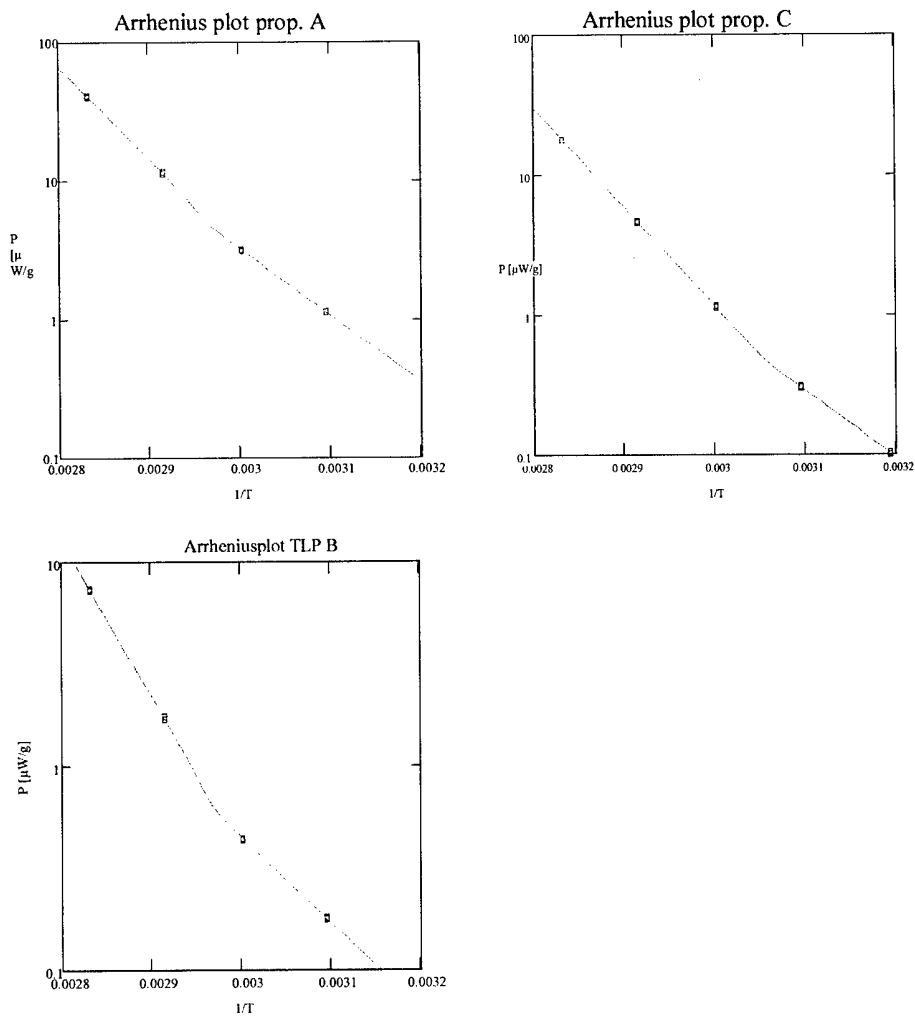 Arrhenius plot prop. A
100
10
P
[μ
W/g
1
0.1
0.0028 0.0029 0.003 0.0031 0.0032
1/T
Arrhenius plot prop. C
100
10
P [μW/g]
1
0.1
0.0028 0.0029 0.003 0.0031 0.0032
1/T
Arrheniusplot TLP B
10
P [μW/g]
1
0.1
0.0028 0.0029 0.003 0.0031 0.0032
1/T